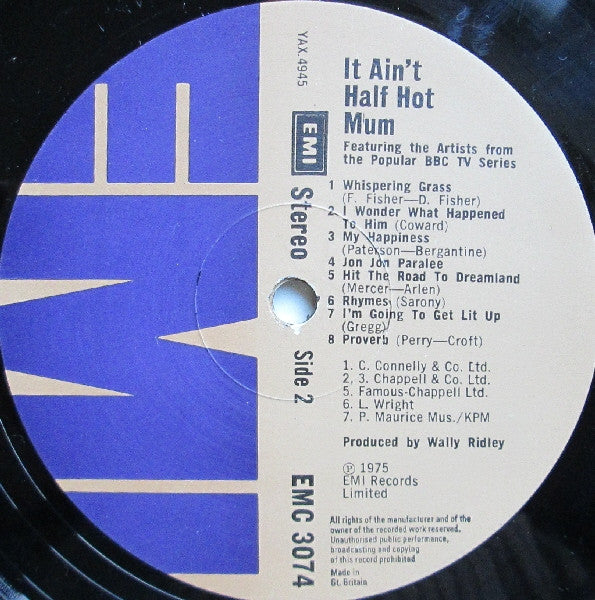 It Ain't
Half Hot
Mum
Featuring the Artists from
the Popular BBC TV Series
1 Whispering Grass
(F. Fisher—D. Fisher)
2 I Wonder What Happened
To Him (Coward)
3 My Happiness
(Paterson—Bergantine)
4 Jon Jon Paralee
5 Hit The Road To Dreamland
(Mercer—Arlen)
6 Rhymes (Sarony)
7 I'm Going To Get Lit Up
(Gregg)
8 Proverb (Perry—Croft)
1. C. Connelly & Co. Ltd.
2, 3. Chappell & Co. Ltd.
5. Famous-Chappell Ltd.
6. L. Wright
7. P. Maurice Mus./KPM
Produced by Wally Ridley
℗ 1975
EMI Records
Limited
All rights of the manufacturer and of the
owner of the recorded work reserved.
Unauthorised public performance,
broadcasting and copying
of this record prohibited
Made in
Gt. Britain
YAX 4945
EMI
Stereo
Side 2
EMC 3074